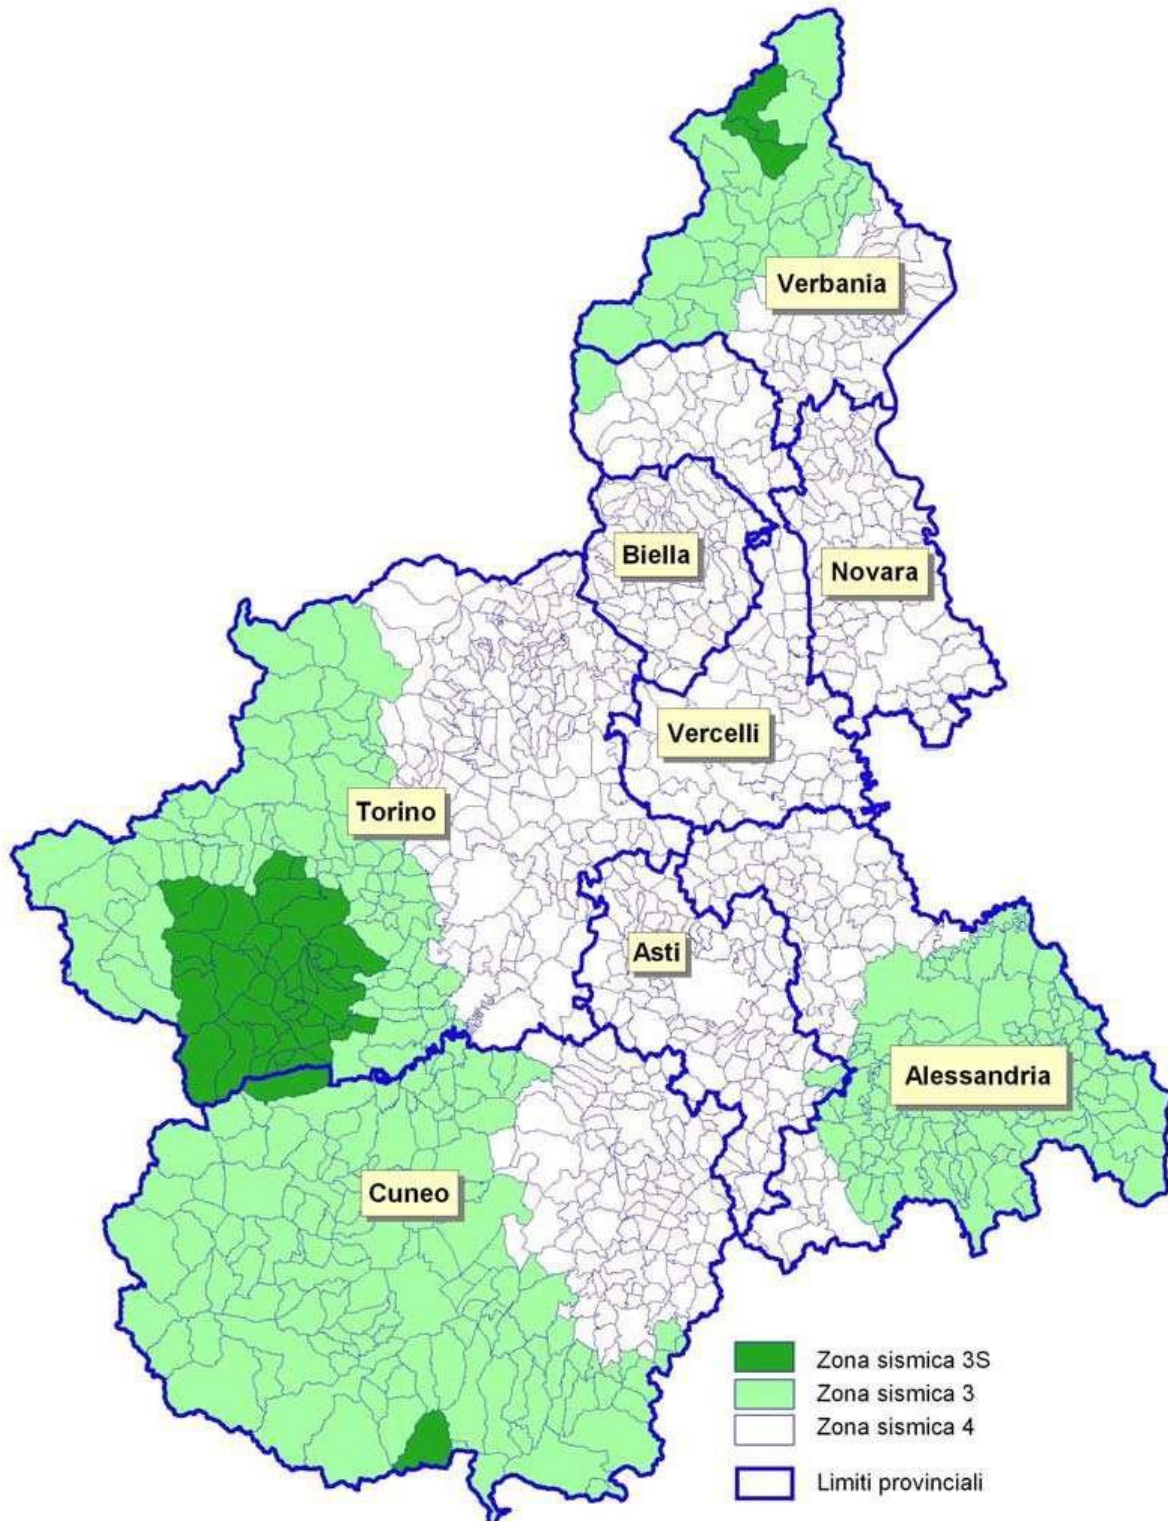 Verbania
Biella
Novara
Vercelli
Torino
Asti
Alessandria
Cuneo
Zona sismica 3S
Zona sismica 3
Zona sismica 4
Limiti provinciali